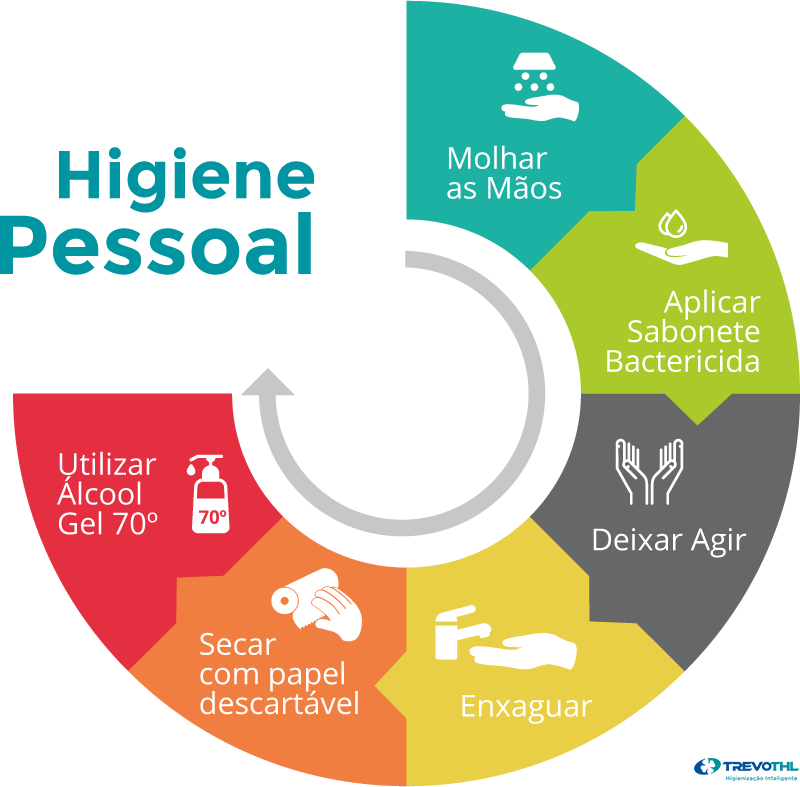 Higiene
Pessoal
Molhar
as Mãos
Aplicar
Sabonete
Bactericida
Deixar Agir
Enxaguar
Secar
com papel
descartável
Utilizar
Álcool
Gel 70º
70º
TREVOTHL
Higienização Inteligente